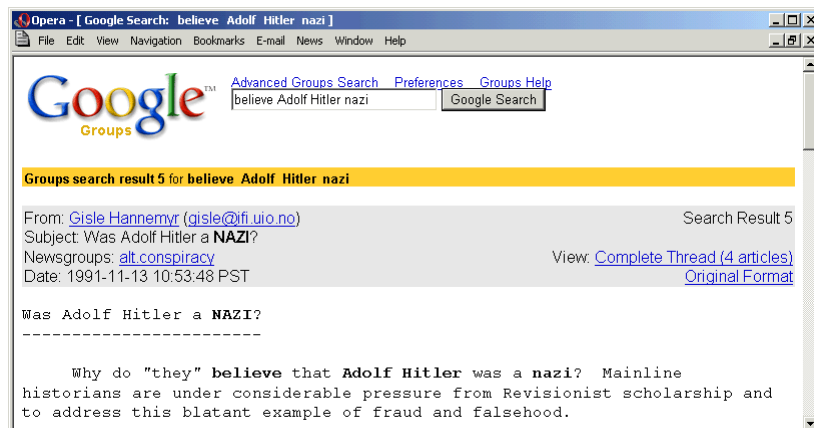 Opera - [ Google Search: believe Adolf Hitler nazi ]
File Edit View Navigation Bookmarks E-mail News Window Help
Google™
Groups
Advanced Groups Search Preferences Groups Help
believe Adolf Hitler nazi Google Search
Groups search result 5 for believe Adolf Hitler nazi
From: Gisle Hannemyr (gisle@ifi.uio.no) Search Result 5
Subject: Was Adolf Hitler a NAZI?
Newsgroups: alt.conspiracy View: Complete Thread (4 articles)
Date: 1991-11-13 10:53:48 PST Original Format
Was Adolf Hitler a NAZI?
------------------------
Why do "they" believe that Adolf Hitler was a nazi? Mainline
historians are under considerable pressure from Revisionist scholarship and
to address this blatant example of fraud and falsehood.